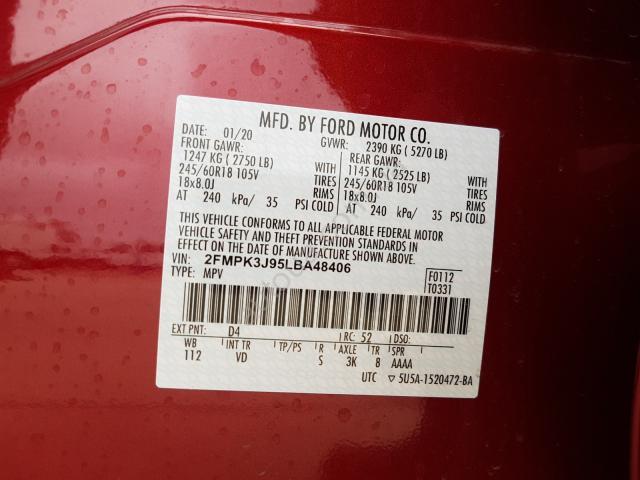 MFD. BY FORD MOTOR CO.
DATE: 01/20 GVWR: 2390 KG ( 5270 LB)
FRONT GAWR: REAR GAWR:
1247 KG ( 2750 LB) WITH 1145 KG ( 2525 LB) WITH
245/60R18 105V TIRES 245/60R18 105V TIRES
18x8.0J RIMS 18x8.0J RIMS
AT 240 kPa/ 35 PSI COLD AT 240 kPa/ 35 PSI COLD
THIS VEHICLE CONFORMS TO ALL APPLICABLE FEDERAL MOTOR
VEHICLE SAFETY AND THEFT PREVENTION STANDARDS IN
EFFECT ON THE DATE OF MANUFACTURE SHOWN ABOVE.
VIN: 2FMPK3J95LBA48406 F0112
TYPE: MPV T0331
EXT PNT: D4 RC: 52 DSO:
WB INT TR TP/PS R AXLE TR SPR
112 VD S 3K 8 AAAA
UTC ▽5U5A-1520472-BA